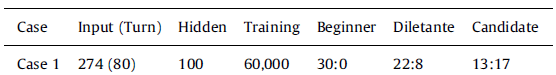 Case Input (Turn) Hidden Training Beginner Diletante Candidate
Case 1 274 (80) 100 60,000 30:0 22:8 13:17